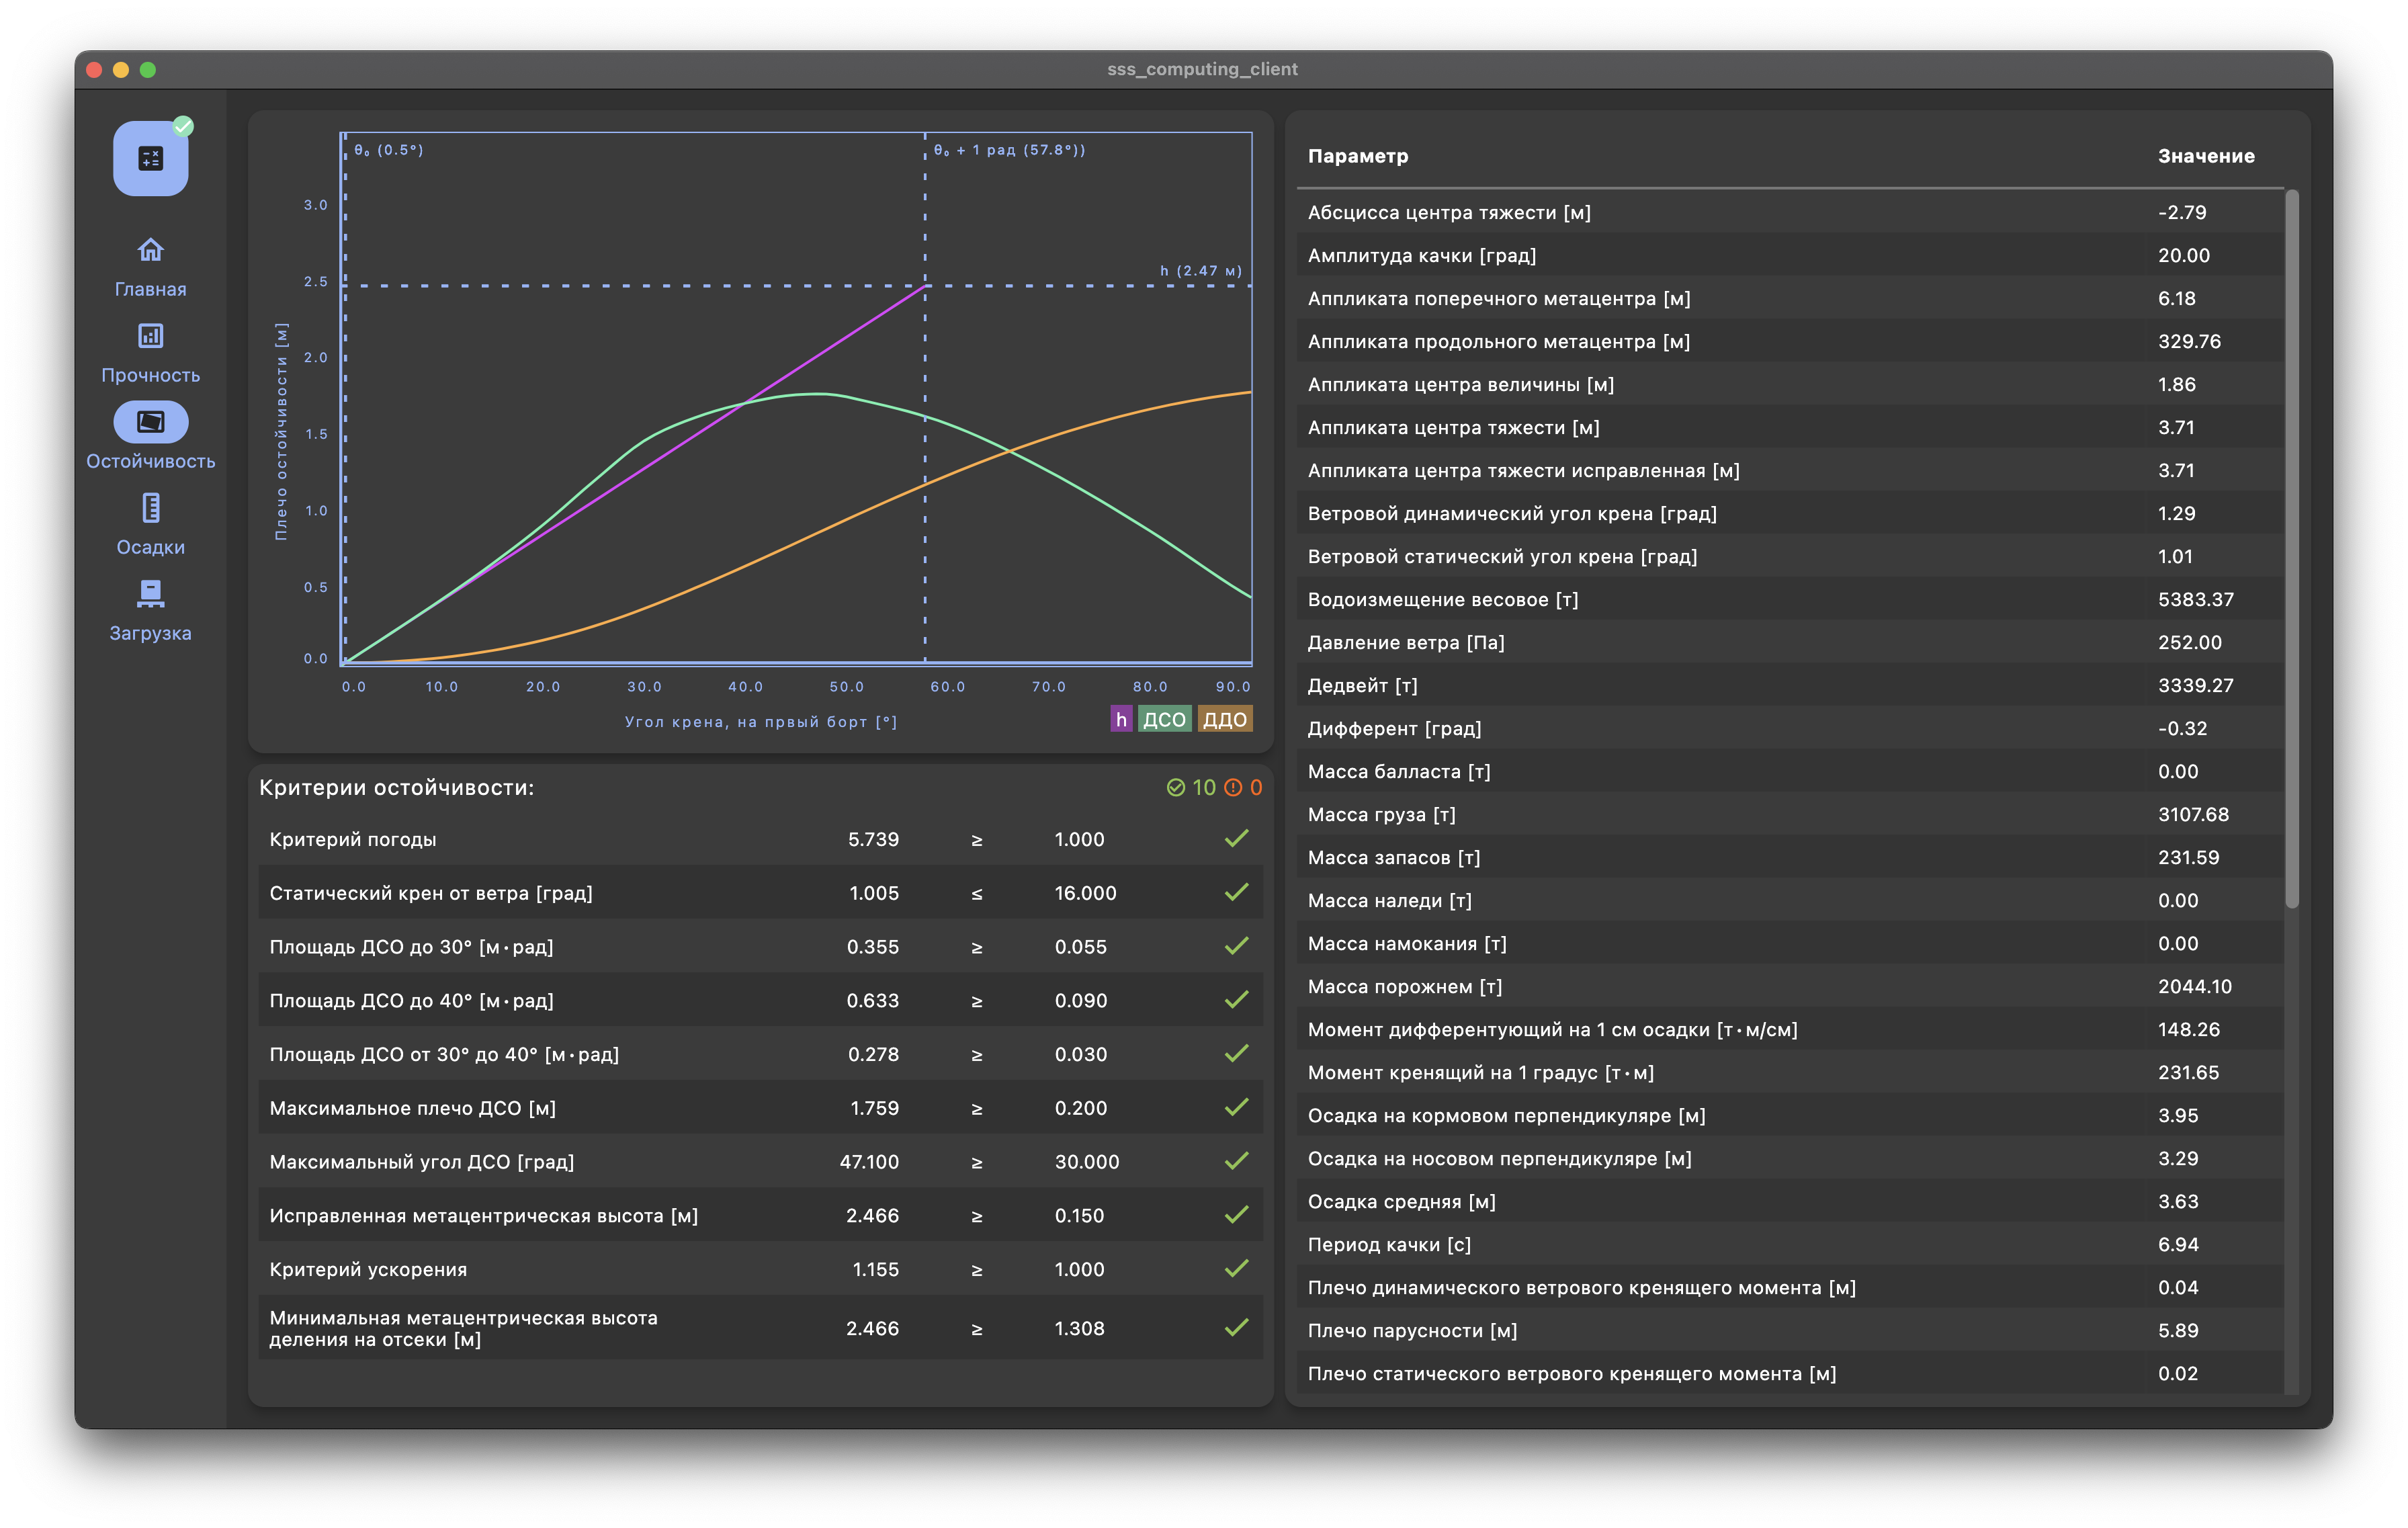 sss_computing_client
Главная
Прочность
Остойчивость
Осадки
Загрузка
θ₀ (0.5°)
θ₀ + 1 рад (57.8°))
h (2.47 м)
3.0
2.5
2.0
1.5
1.0
0.5
0.0
Плечо остойчивости [м]
0.0 10.0 20.0 30.0 40.0 50.0 60.0 70.0 80.0 90.0
Угол крена, на првый борт [°]
h ДСО ДДО
Критерии остойчивости: 10 0
Критерий погоды 5.739 ≥ 1.000
Статический крен от ветра [град] 1.005 ≤ 16.000
Площадь ДСО до 30° [м·рад] 0.355 ≥ 0.055
Площадь ДСО до 40° [м·рад] 0.633 ≥ 0.090
Площадь ДСО от 30° до 40° [м·рад] 0.278 ≥ 0.030
Максимальное плечо ДСО [м] 1.759 ≥ 0.200
Максимальный угол ДСО [град] 47.100 ≥ 30.000
Исправленная метацентрическая высота [м] 2.466 ≥ 0.150
Критерий ускорения 1.155 ≥ 1.000
Минимальная метацентрическая высота
деления на отсеки [м] 2.466 ≥ 1.308
Параметр Значение
Абсцисса центра тяжести [м] -2.79
Амплитуда качки [град] 20.00
Аппликата поперечного метацентра [м] 6.18
Аппликата продольного метацентра [м] 329.76
Аппликата центра величины [м] 1.86
Аппликата центра тяжести [м] 3.71
Аппликата центра тяжести исправленная [м] 3.71
Ветровой динамический угол крена [град] 1.29
Ветровой статический угол крена [град] 1.01
Водоизмещение весовое [т] 5383.37
Давление ветра [Па] 252.00
Дедвейт [т] 3339.27
Дифферент [град] -0.32
Масса балласта [т] 0.00
Масса груза [т] 3107.68
Масса запасов [т] 231.59
Масса наледи [т] 0.00
Масса намокания [т] 0.00
Масса порожнем [т] 2044.10
Момент дифферентующий на 1 см осадки [т·м/см] 148.26
Момент кренящий на 1 градус [т·м] 231.65
Осадка на кормовом перпендикуляре [м] 3.95
Осадка на носовом перпендикуляре [м] 3.29
Осадка средняя [м] 3.63
Период качки [с] 6.94
Плечо динамического ветрового кренящего момента [м] 0.04
Плечо парусности [м] 5.89
Плечо статического ветрового кренящего момента [м] 0.02